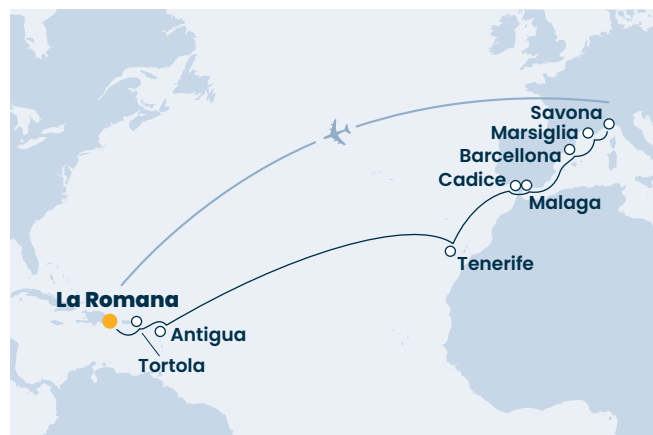 Savona
Marsiglia
Barcellona
Cadice
Malaga
Tenerife
La Romana
Antigua
Tortola